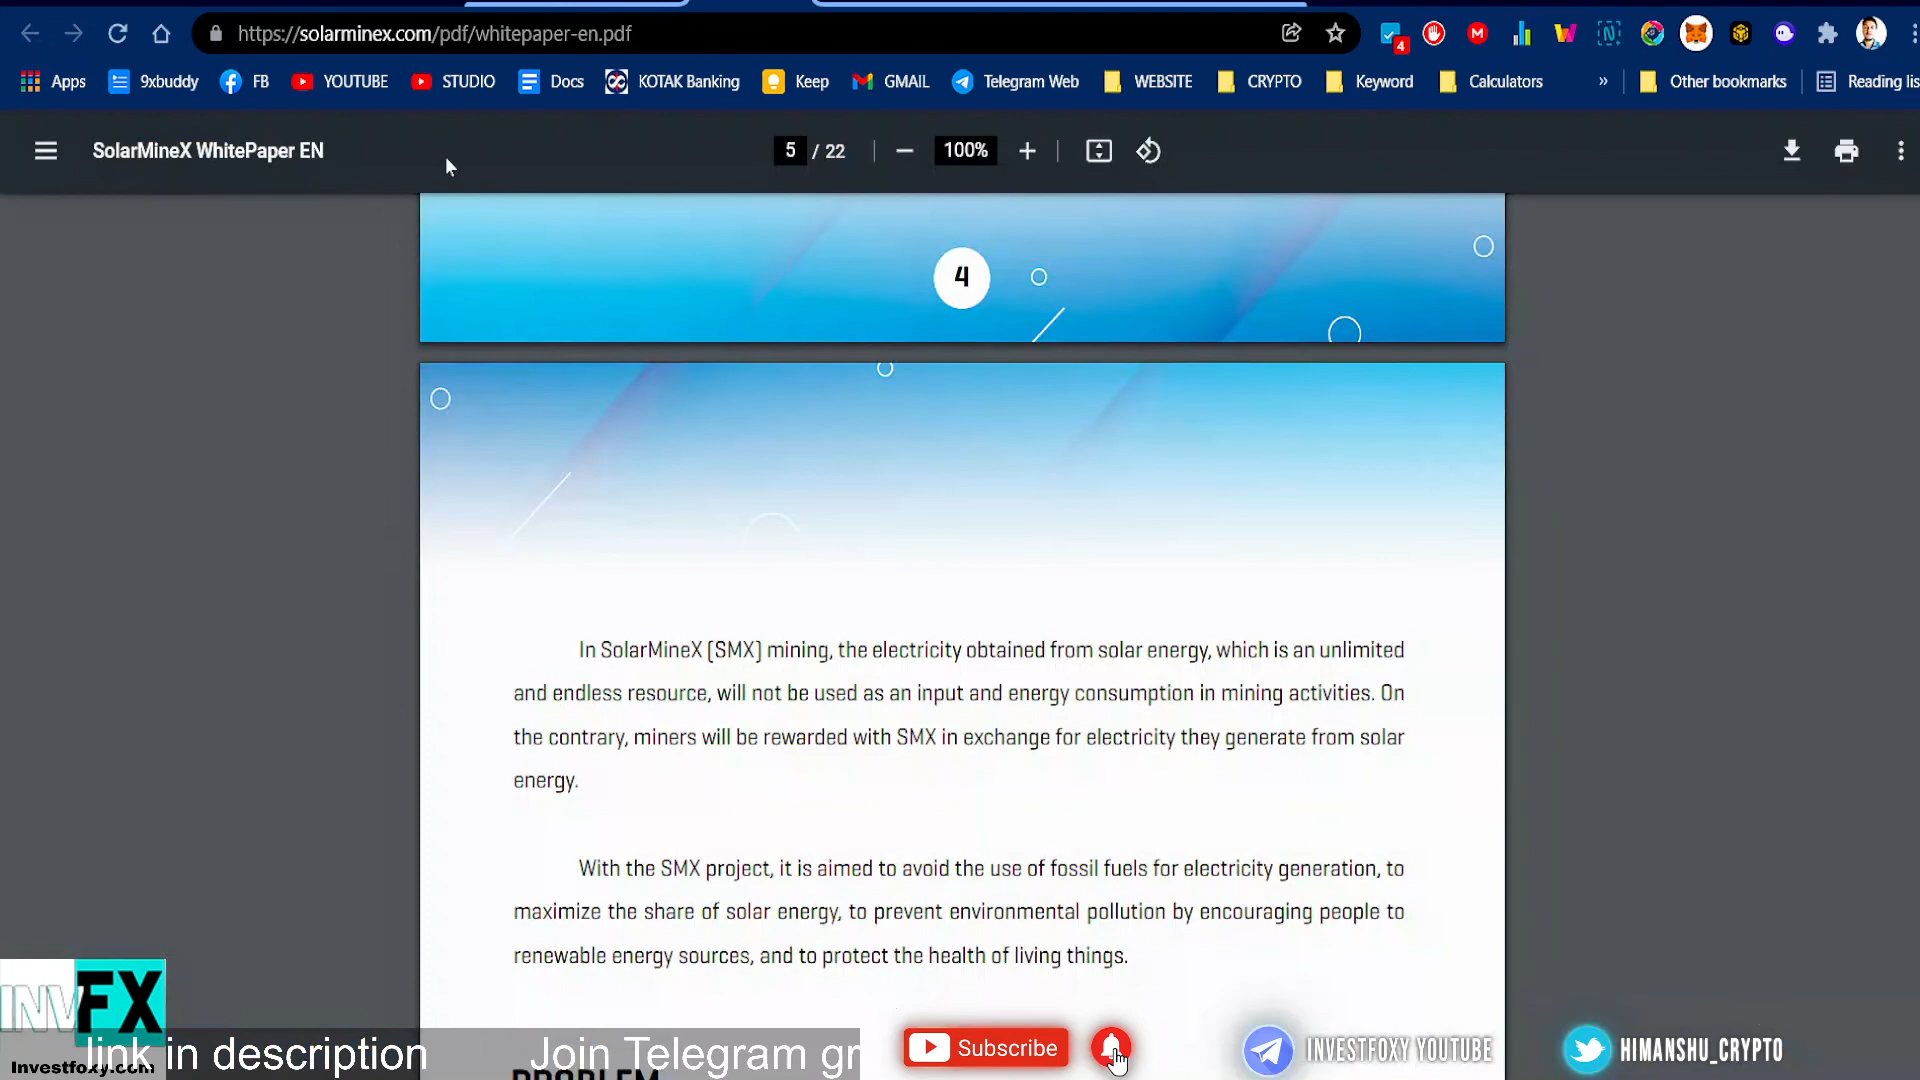 https://solarminex.com/pdf/whitepaper-en.pdf
4
Apps 9xbuddy FB YOUTUBE STUDIO Docs KOTAK Banking Keep GMAIL Telegram Web WEBSITE CRYPTO Keyword Calculators » Other bookmarks Reading lis
SolarMineX WhitePaper EN 5 / 22 − 100% +
4
In SolarMineX (SMX) mining, the electricity obtained from solar energy, which is an unlimited
and endless resource, will not be used as an input and energy consumption in mining activities. On
the contrary, miners will be rewarded with SMX in exchange for electricity they generate from solar
energy.
With the SMX project, it is aimed to avoid the use of fossil fuels for electricity generation, to
maximize the share of solar energy, to prevent environmental pollution by encouraging people to
renewable energy sources, and to protect the health of living things.
PROBLEM
INVFX
Investfoxy.com
link in description Join Telegram gr
Subscribe
INVESTFOXY YOUTUBE
HIMANSHU_CRYPTO